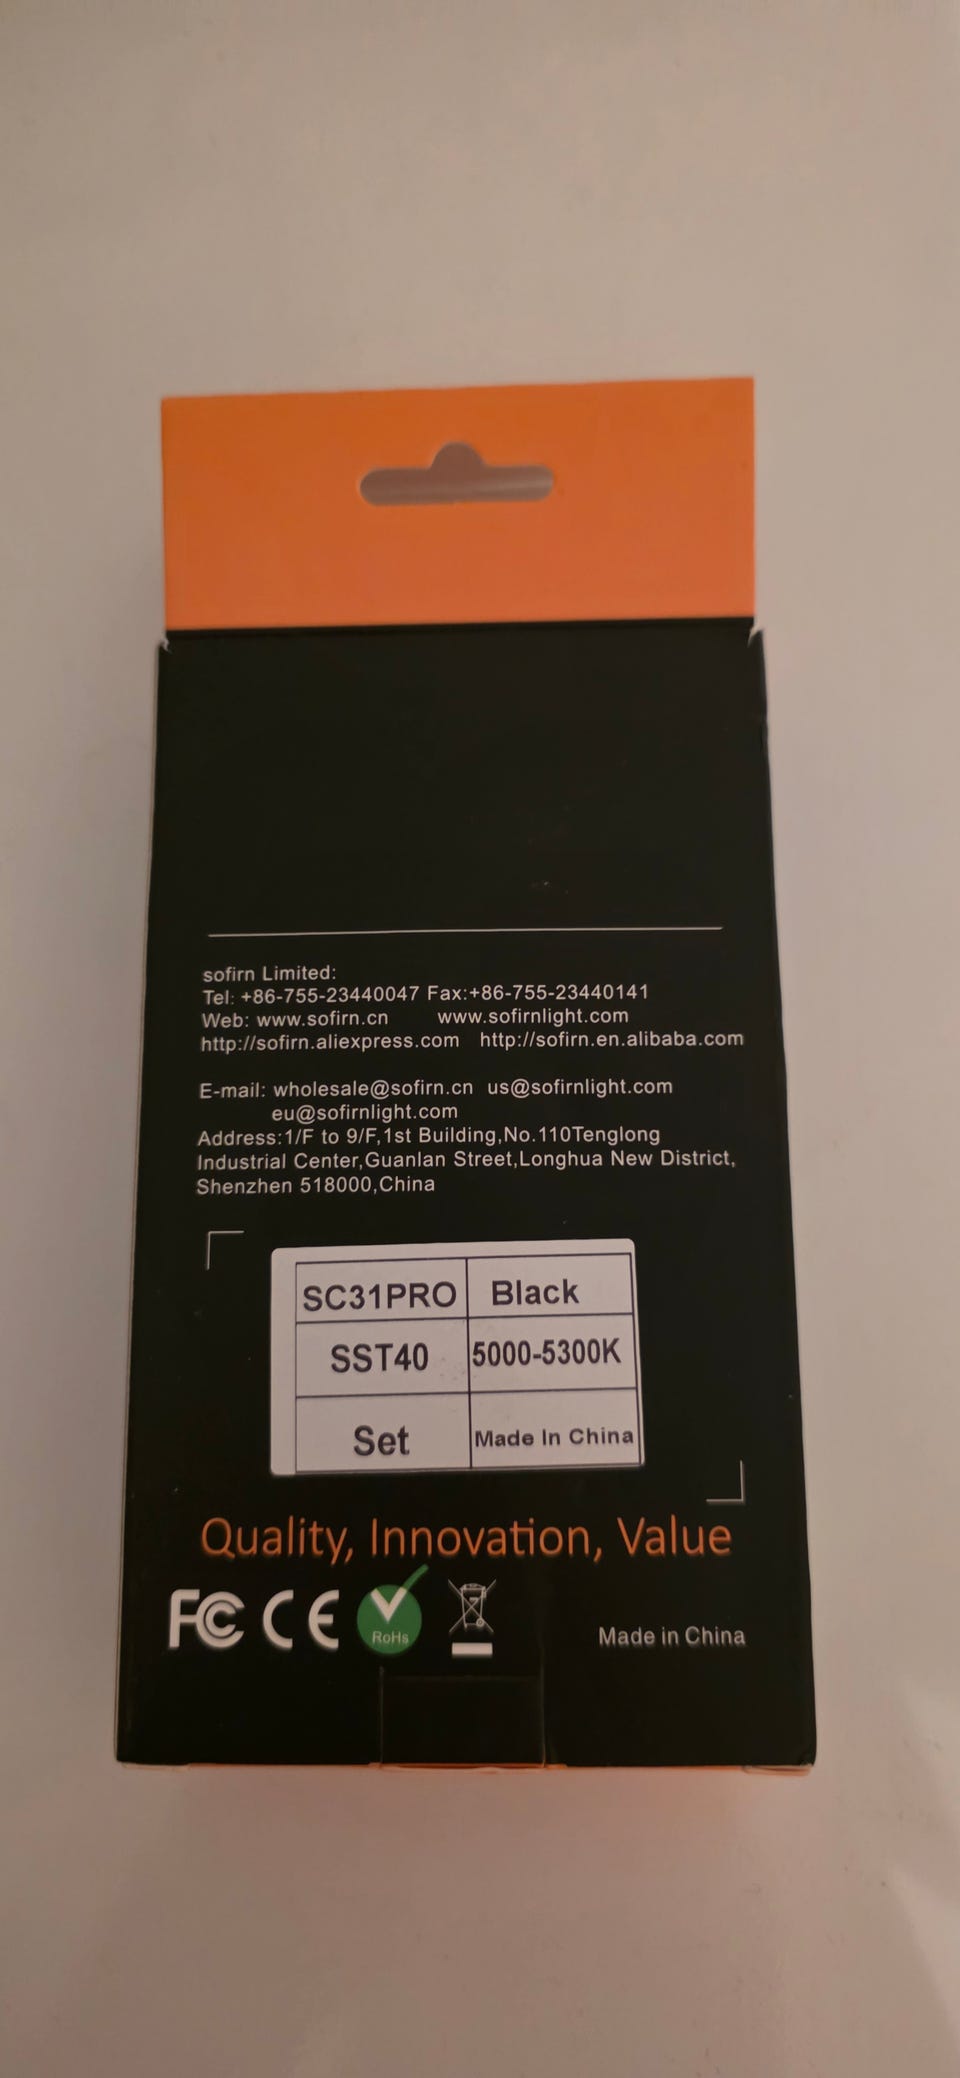 sofirn Limited:
Tel: +86-755-23440047 Fax:+86-755-23440141
Web: www.sofirn.cn www.sofirnlight.com
http://sofirn.aliexpress.com http://sofirn.en.alibaba.com
E-mail: wholesale@sofirn.cn us@sofirnlight.com
eu@sofirnlight.com
Address:1/F to 9/F,1st Building,No.110Tenglong
Industrial Center,Guanlan Street,Longhua New District,
Shenzhen 518000,China
SC31PRO Black
SST40 5000-5300K
Set Made In China
Quality, Innovation, Value
FC CE RoHs Made in China